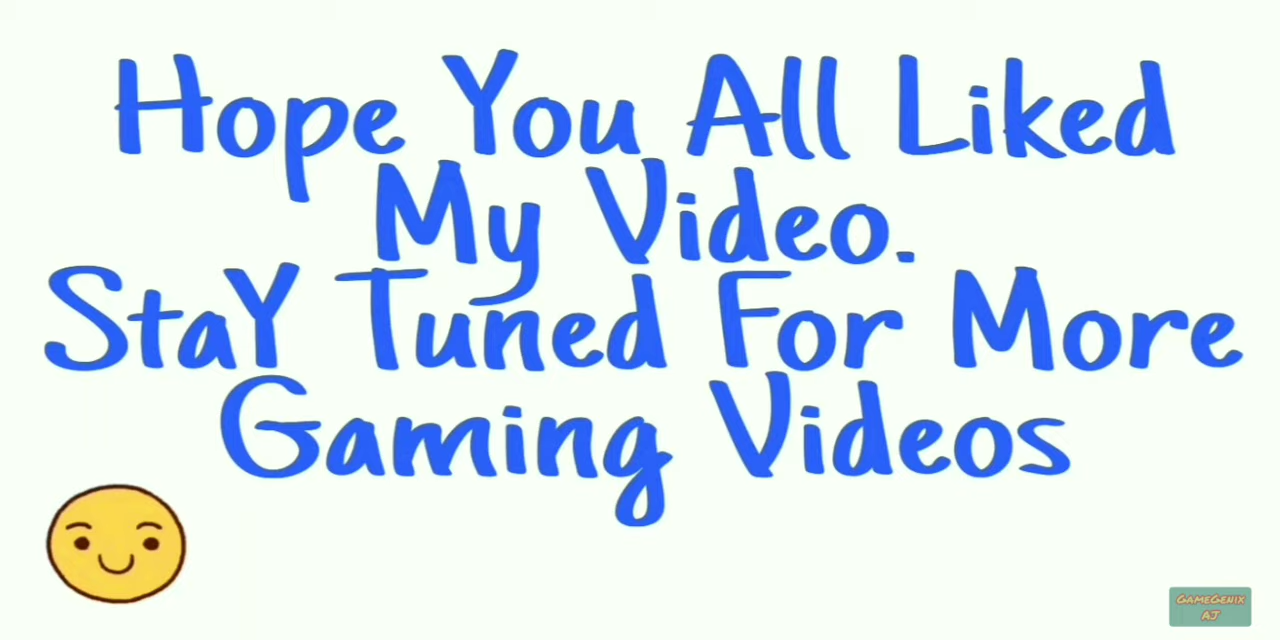 Hope You All Liked
My Video.
StaY Tuned For More
Gaming Videos
GameGenix
AJ